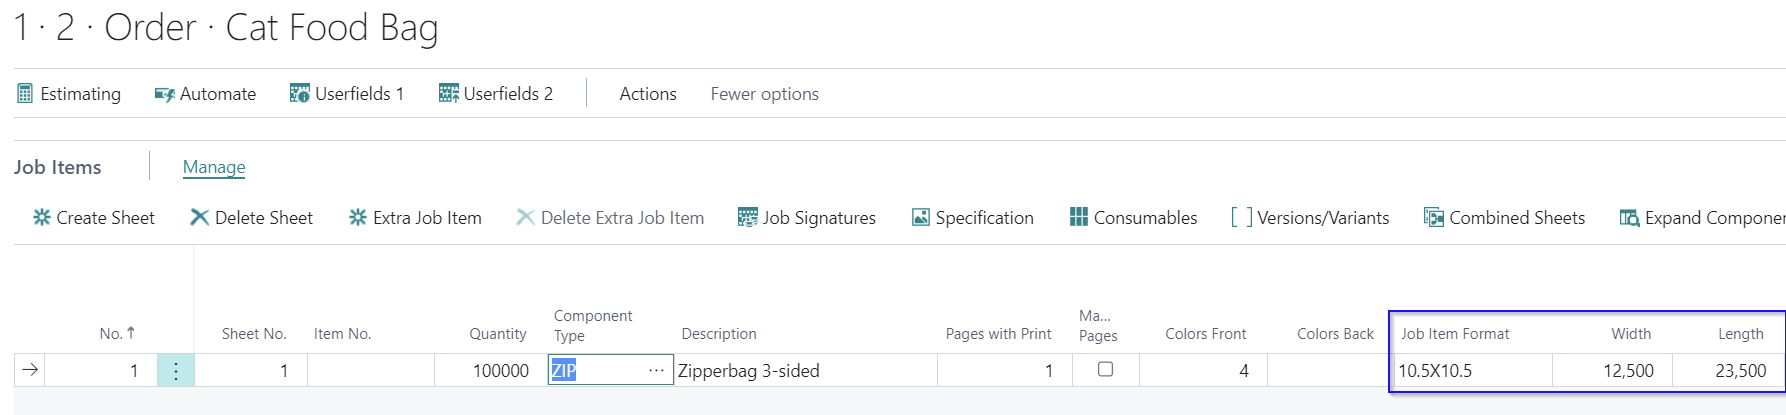 1 · 2 · Order · Cat Food Bag
Estimating Automate Userfields 1 Userfields 2 Actions Fewer options
Job Items Manage
Create Sheet Delete Sheet Extra Job Item Delete Extra Job Item Job Signatures Specification Consumables Versions/Variants Combined Sheets Expand Componen
No. ↑ Sheet No. Item No. Quantity Component Type Description Pages with Print Ma... Pages Colors Front Colors Back Job Item Format Width Length
1 1 100000 ZIP ... Zipperbag 3-sided 1 4 10.5X10.5 12,500 23,500